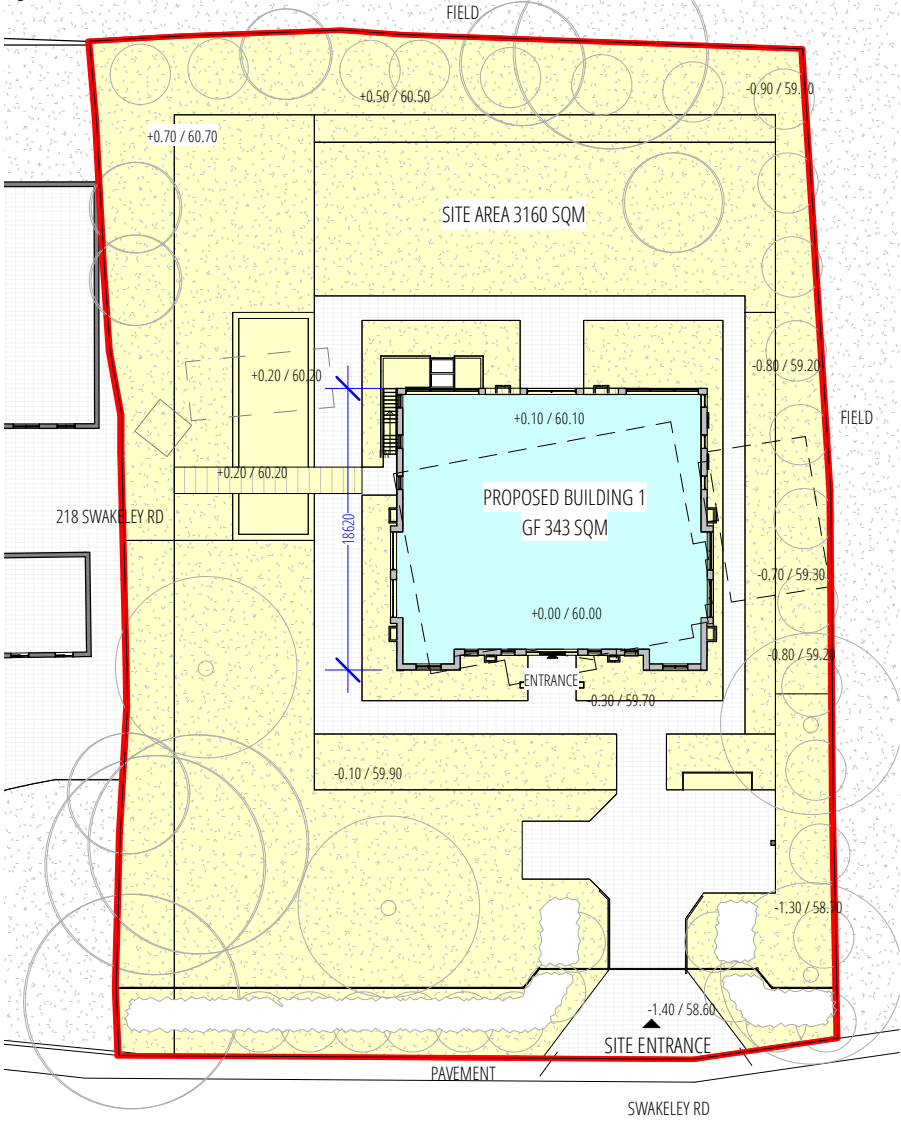 FIELD
-0.90 / 59.10
+0.50 / 60.50
+0.70 / 60.70
SITE AREA 3160 SQM
-0.80 / 59.20
+0.20 / 60.20
+0.10 / 60.10
FIELD
+0.20 / 60.20
PROPOSED BUILDING 1
GF 343 SQM
218 SWAKELEY RD
18620
-0.70 / 59.30
+0.00 / 60.00
-0.80 / 59.20
ENTRANCE
-0.30 / 59.70
-0.10 / 59.90
-1.30 / 58.70
-1.40 / 58.60
SITE ENTRANCE
PAVEMENT
SWAKELEY RD